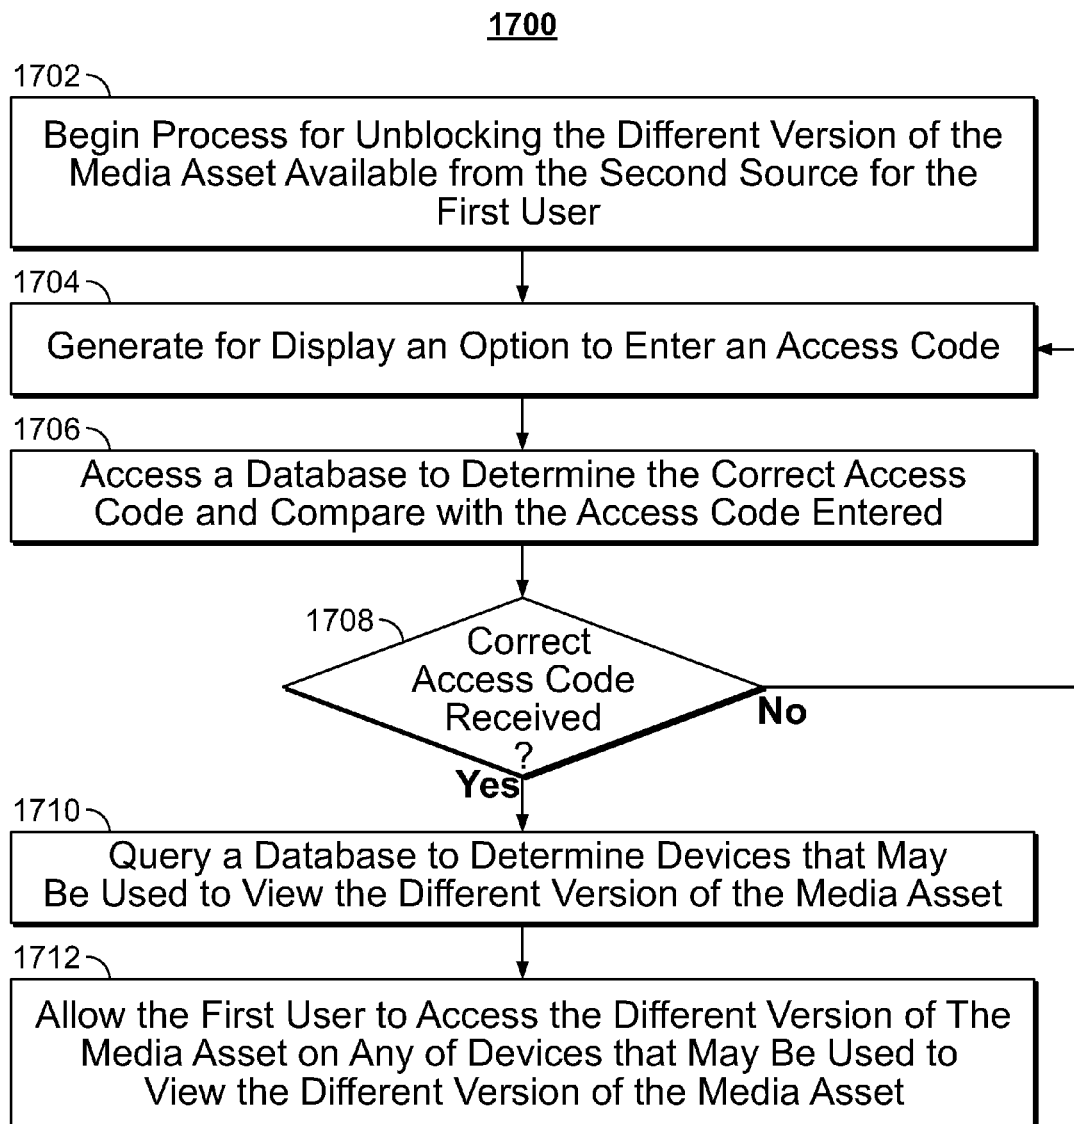 1700
1702
Begin Process for Unblocking the Different Version of the
Media Asset Available from the Second Source for the
First User
1704
Generate for Display an Option to Enter an Access Code
1706
Access a Database to Determine the Correct Access
Code and Compare with the Access Code Entered
1708
Correct
Access Code
Received
?
No
Yes
1710
Query a Database to Determine Devices that May
Be Used to View the Different Version of the Media Asset
1712
Allow the First User to Access the Different Version of The
Media Asset on Any of Devices that May Be Used to
View the Different Version of the Media Asset